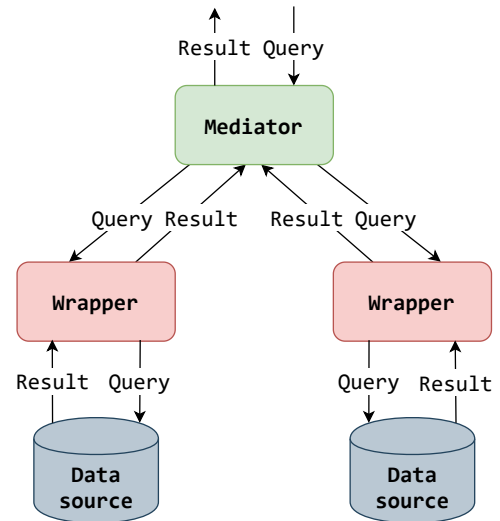 Result Query
Mediator
Query Result
Result Query
Wrapper
Wrapper
Result Query
Query Result
Data
source
Data
source